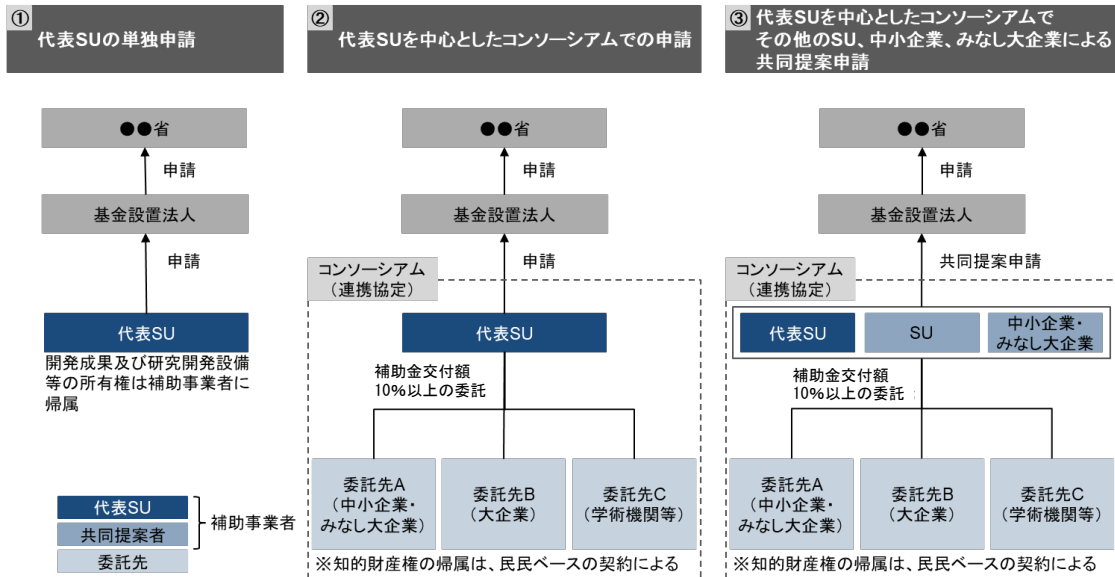 ①
代表SUの単独申請
●●省
申請
基金設置法人
申請
代表SU
開発成果及び研究開発設備
等の所有権は補助事業者に
帰属
代表SU
共同提案者
委託先
補助事業者
②
代表SUを中心としたコンソーシアムでの申請
●●省
申請
基金設置法人
コンソーシアム
（連携協定）
申請
代表SU
補助金交付額
10%以上の委託
委託先A
（中小企業・
みなし大企業）
委託先B
（大企業）
委託先C
（学術機関等）
※知的財産権の帰属は、民民ベースの契約による
③
代表SUを中心としたコンソーシアムで
その他のSU、中小企業、みなし大企業による
共同提案申請
●●省
申請
基金設置法人
コンソーシアム
（連携協定）
共同提案申請
代表SU
SU
中小企業・
みなし大企業
補助金交付額
10%以上の委託 :
委託先A
（中小企業・
みなし大企業）
委託先B
（大企業）
委託先C
（学術機関等）
※知的財産権の帰属は、民民ベースの契約による